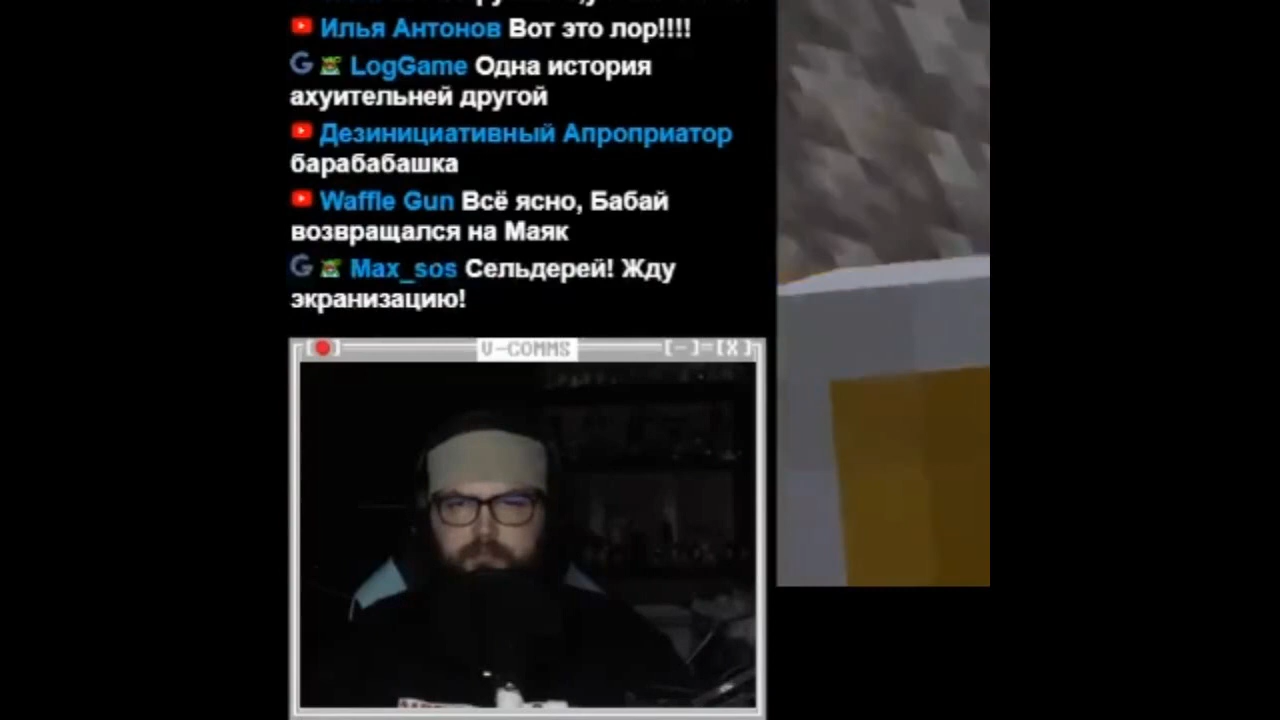 Илья Антонов Вот это лор!!!!
LogGame Одна история
ахуительней другой
Дезинициативный Апроприатор
барабабашка
Waffle Gun Всё ясно, Бабай
возвращался на Маяк
Max_sos Сельдерей! Жду
экранизацию!
V-COMMS [-]=[X]